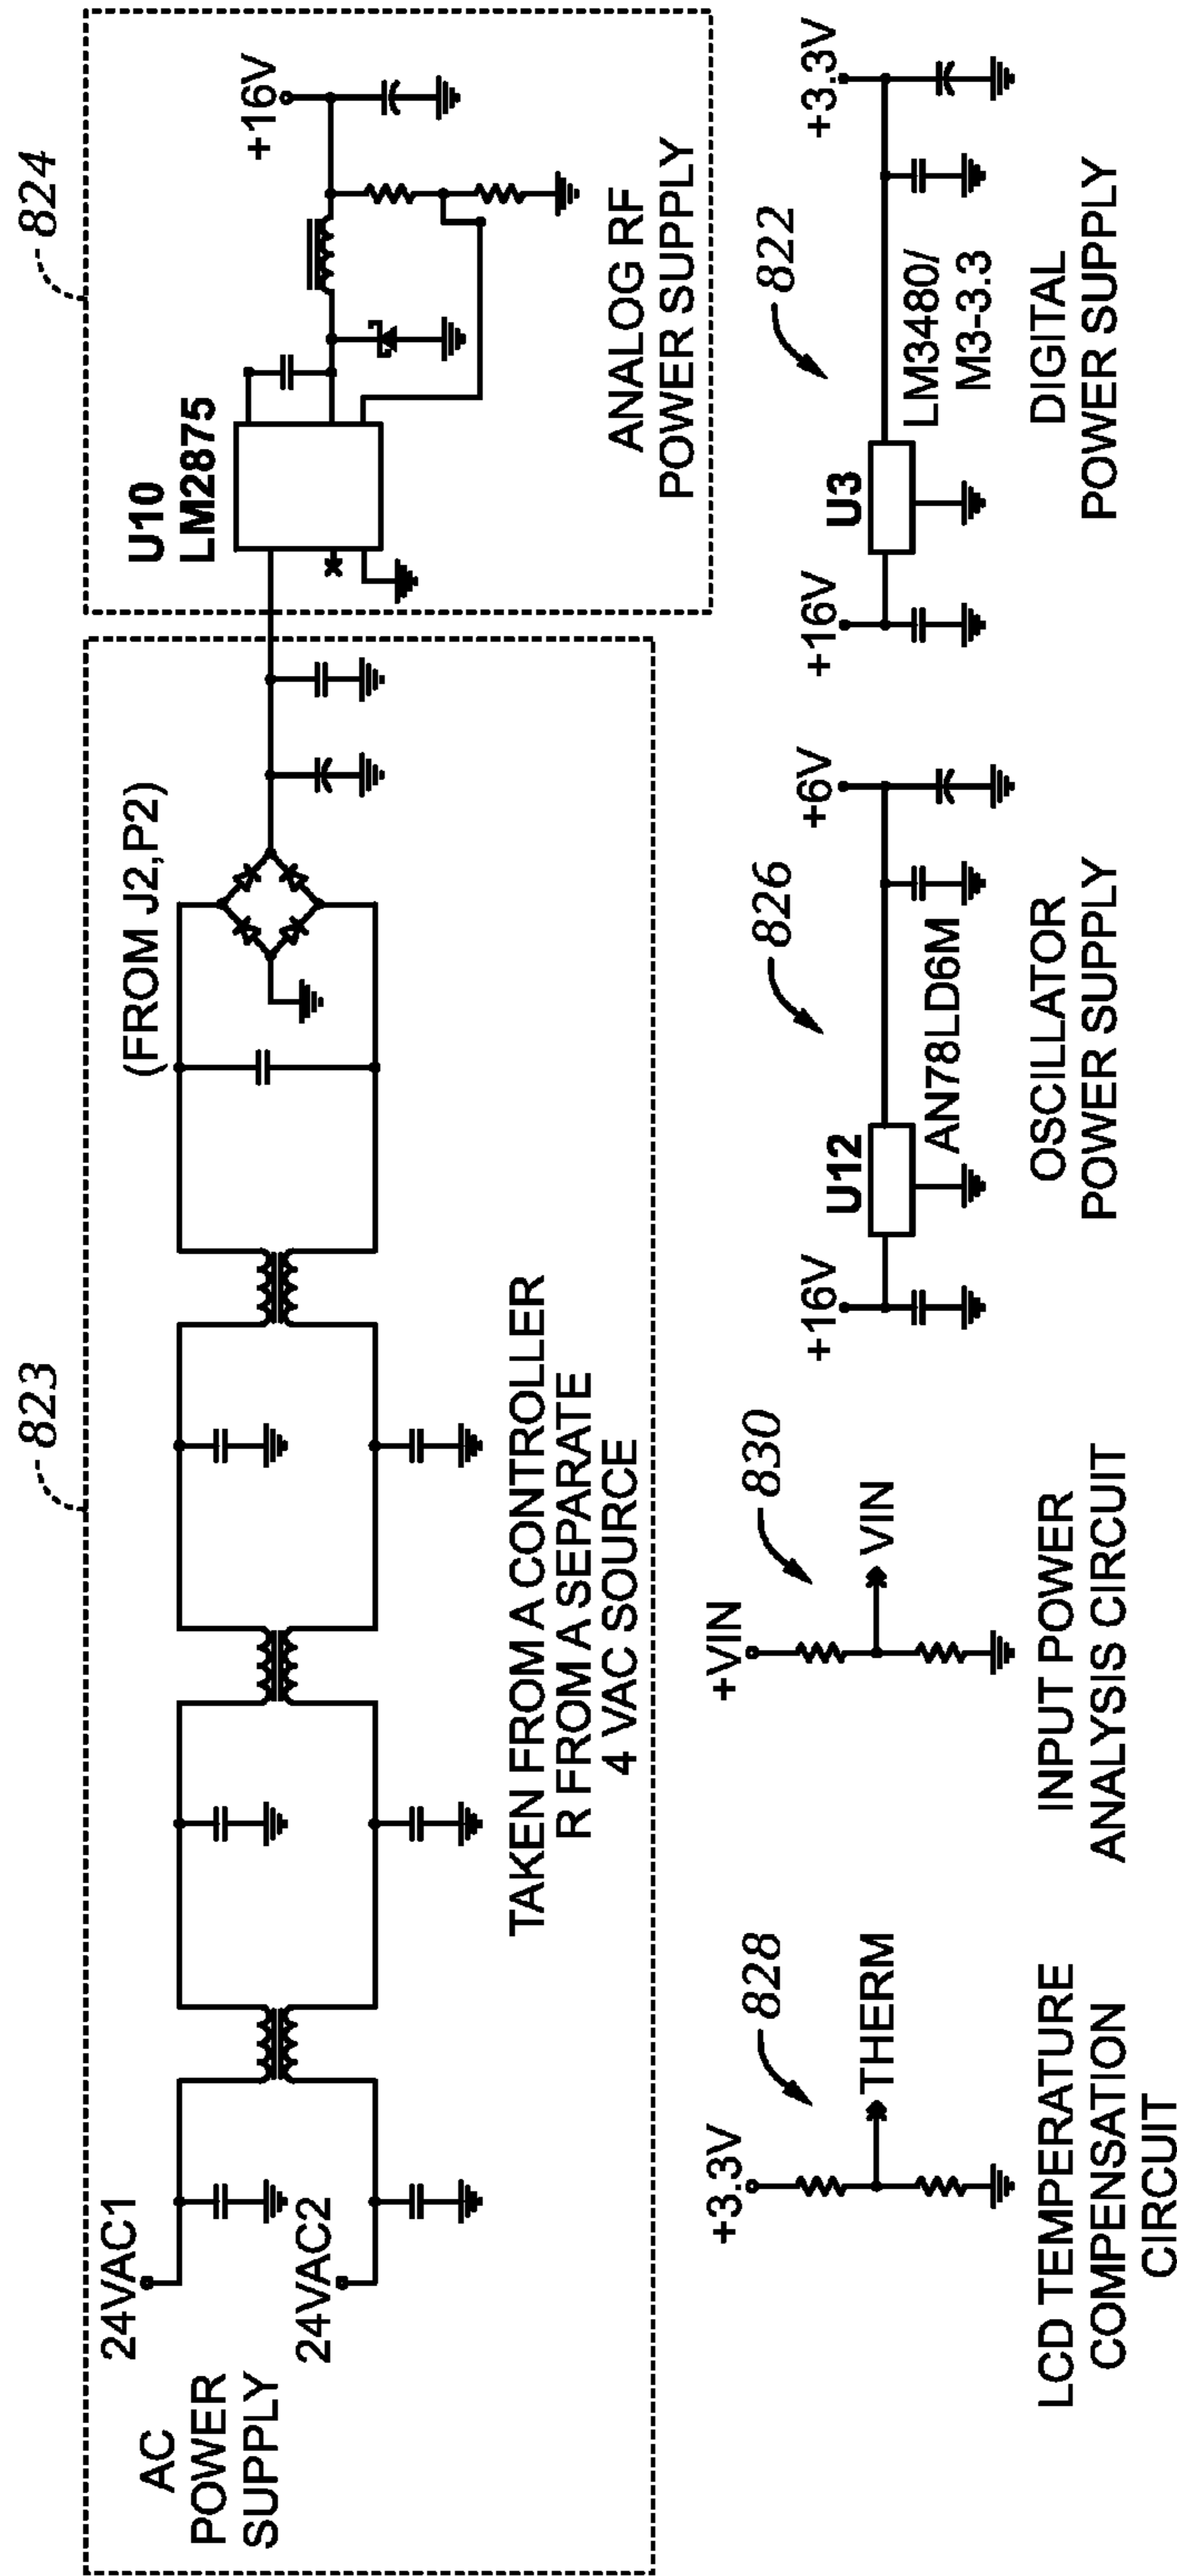 823
824
AC
POWER
SUPPLY
24VAC1
24VAC2
(FROM J2,P2)
TAKEN FROM A CONTROLLER
R FROM A SEPARATE
4 VAC SOURCE
U10
LM2875
+16V
ANALOG RF
POWER SUPPLY
+3.3V
828
THERM
LCD TEMPERATURE
COMPENSATION
CIRCUIT
+VIN
830
VIN
INPUT POWER
ANALYSIS CIRCUIT
+16V
U12
826
+6V
AN78LD6M
OSCILLATOR
POWER SUPPLY
+16V
U3
822
+3.3V
LM3480/
M3-3.3
DIGITAL
POWER SUPPLY